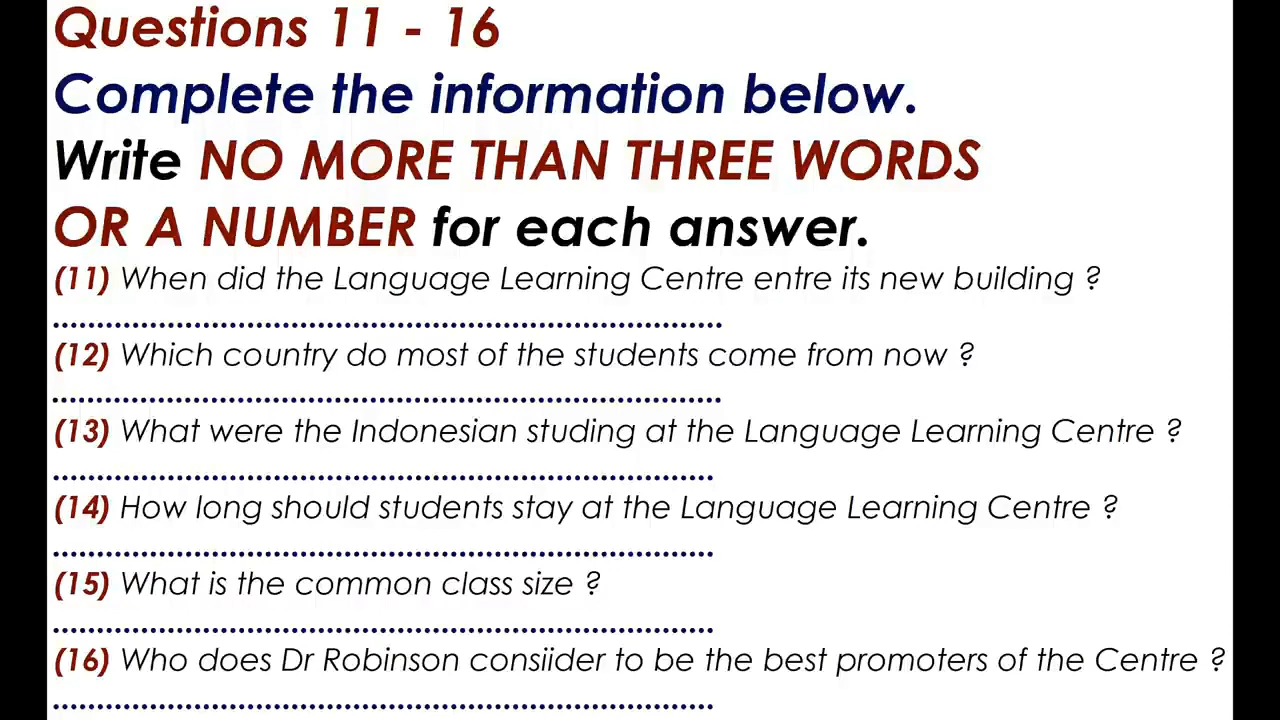 Questions 11 - 16
Complete the information below.
Write NO MORE THAN THREE WORDS
OR A NUMBER for each answer.
(11) When did the Language Learning Centre entre its new building ?
................................................................................
(12) Which country do most of the students come from now ?
................................................................................
(13) What were the Indonesian studing at the Language Learning Centre ?
...............................................................................
(14) How long should students stay at the Language Learning Centre ?
...............................................................................
(15) What is the common class size ?
...............................................................................
(16) Who does Dr Robinson consiider to be the best promoters of the Centre ?
...............................................................................